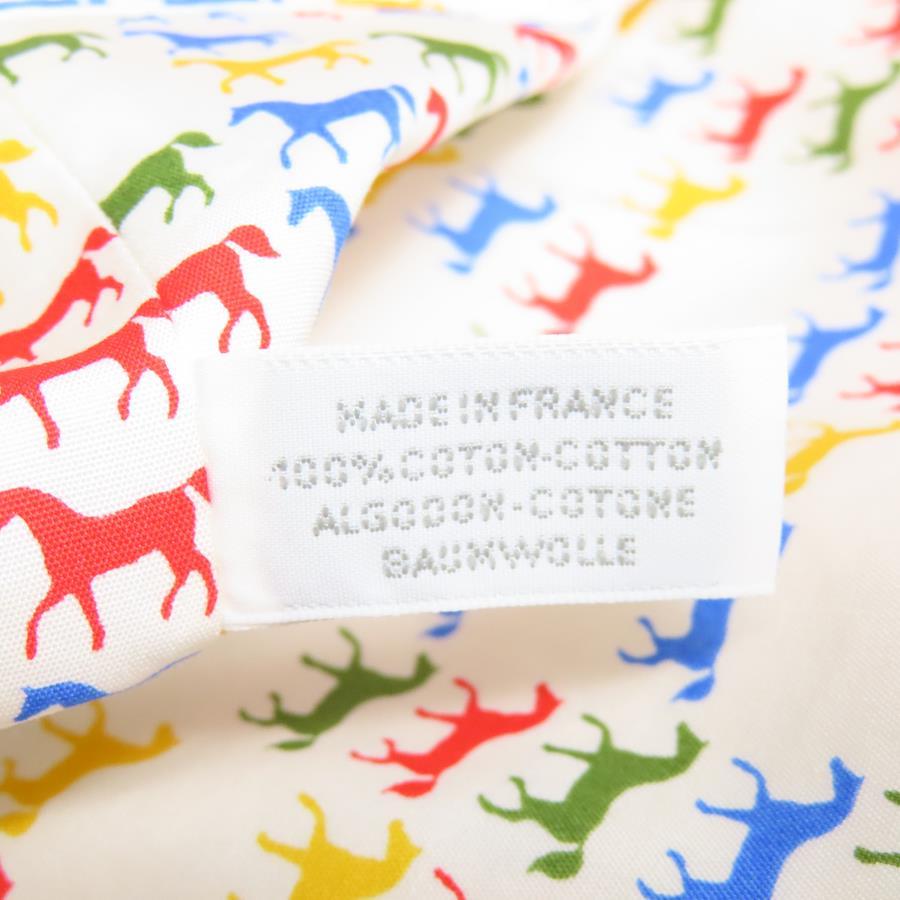 MADE IN FRANCE
100% COTON-COTTON
ALGODON-COTONE
BAUMWOLLE